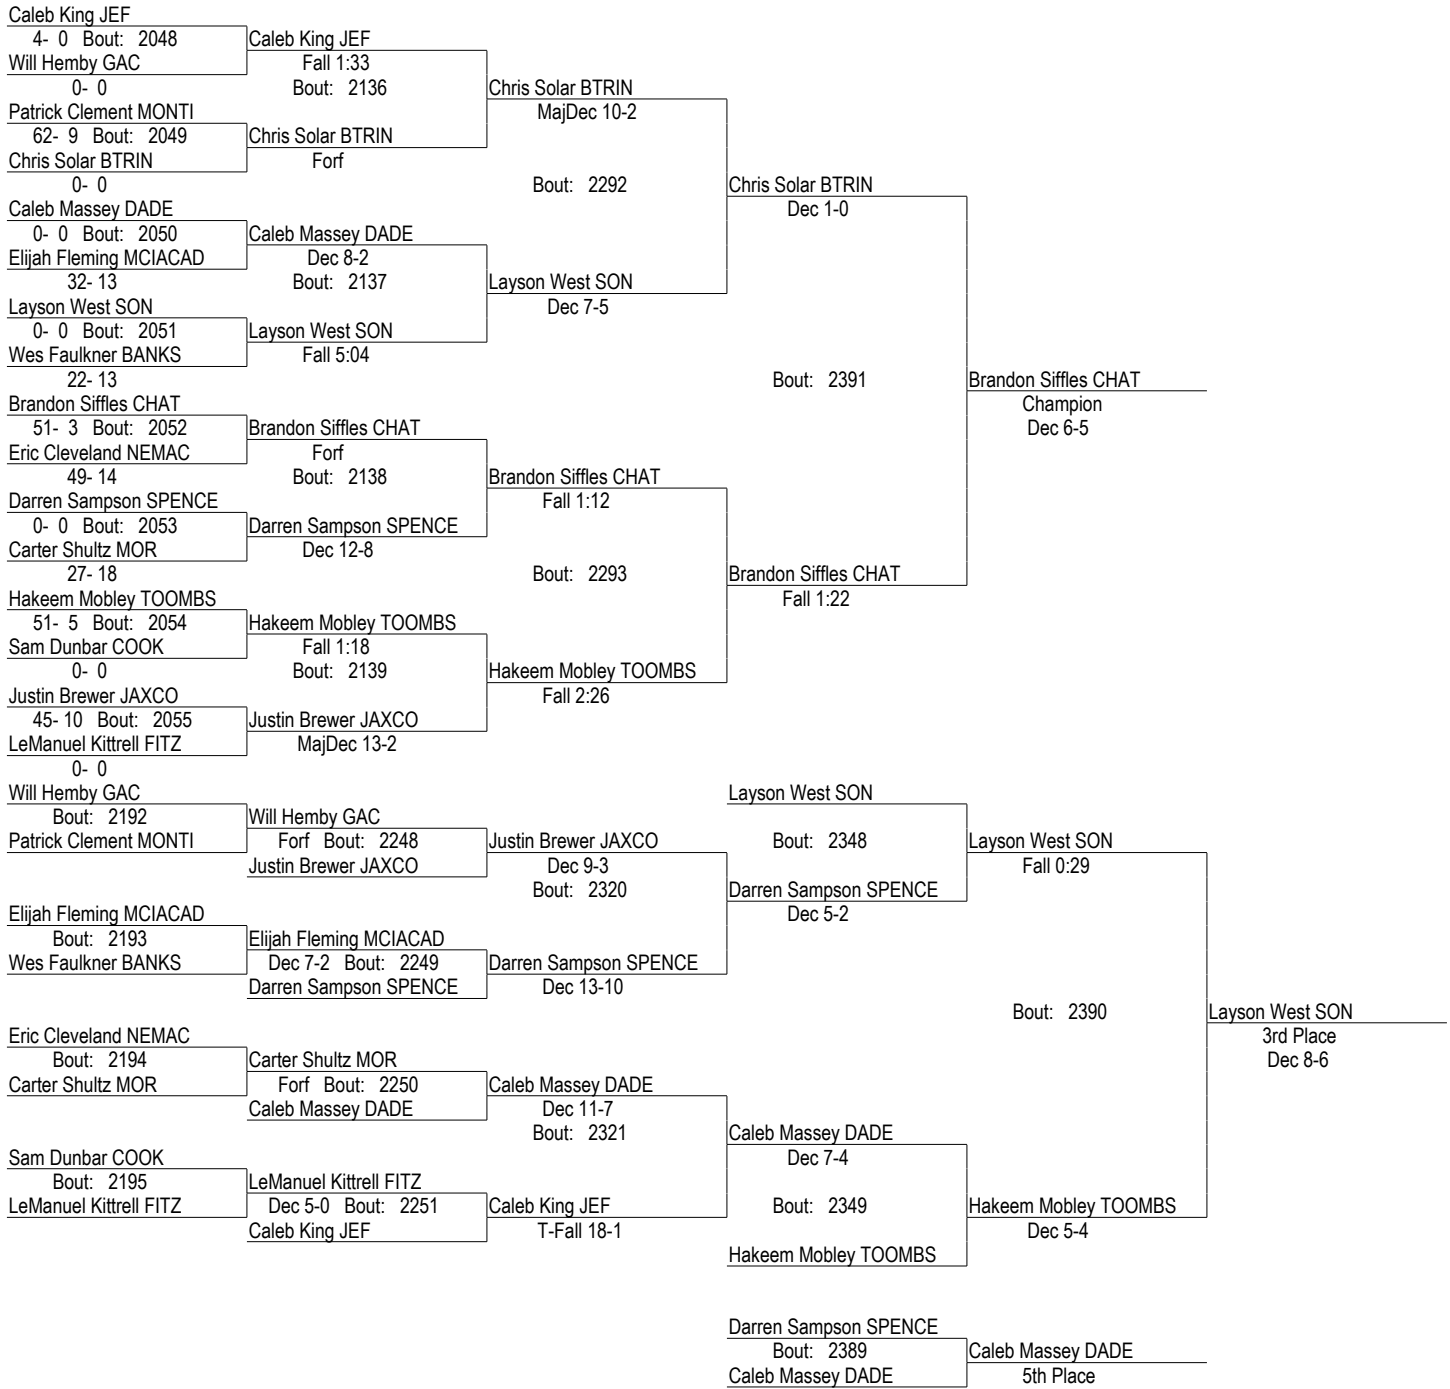 Caleb King JEF
4- 0 Bout: 2048 Caleb King JEF
Will Hemby GAC Fall 1:33
0- 0 Bout: 2136 Chris Solar BTRIN
Patrick Clement MONTI MajDec 10-2
62- 9 Bout: 2049 Chris Solar BTRIN
Chris Solar BTRIN Forf
0- 0 Bout: 2292 Chris Solar BTRIN
Caleb Massey DADE Dec 1-0
0- 0 Bout: 2050 Caleb Massey DADE
Elijah Fleming MCIACAD Dec 8-2
32- 13 Bout: 2137 Layson West SON
Layson West SON Dec 7-5
0- 0 Bout: 2051 Layson West SON
Wes Faulkner BANKS Fall 5:04
22- 13 Bout: 2391 Brandon Siffles CHAT
Brandon Siffles CHAT Champion
51- 3 Bout: 2052 Brandon Siffles CHAT Dec 6-5
Eric Cleveland NEMAC Forf
49- 14 Bout: 2138 Brandon Siffles CHAT
Darren Sampson SPENCE Fall 1:12
0- 0 Bout: 2053 Darren Sampson SPENCE
Carter Shultz MOR Dec 12-8
27- 18 Bout: 2293 Brandon Siffles CHAT
Hakeem Mobley TOOMBS Fall 1:22
51- 5 Bout: 2054 Hakeem Mobley TOOMBS
Sam Dunbar COOK Fall 1:18
0- 0 Bout: 2139 Hakeem Mobley TOOMBS
Justin Brewer JAXCO Fall 2:26
45- 10 Bout: 2055 Justin Brewer JAXCO
LeManuel Kittrell FITZ MajDec 13-2
0- 0
Will Hemby GAC Layson West SON
Bout: 2192 Will Hemby GAC
Patrick Clement MONTI Forf Bout: 2248 Justin Brewer JAXCO Bout: 2348 Layson West SON
Justin Brewer JAXCO Dec 9-3 Fall 0:29
Bout: 2320 Darren Sampson SPENCE
Elijah Fleming MCIACAD Dec 5-2
Bout: 2193 Elijah Fleming MCIACAD
Wes Faulkner BANKS Dec 7-2 Bout: 2249 Darren Sampson SPENCE
Darren Sampson SPENCE Dec 13-10
Bout: 2390 Layson West SON
Eric Cleveland NEMAC 3rd Place
Bout: 2194 Carter Shultz MOR Dec 8-6
Carter Shultz MOR Forf Bout: 2250 Caleb Massey DADE
Caleb Massey DADE Dec 11-7
Bout: 2321 Caleb Massey DADE
Sam Dunbar COOK Dec 7-4
Bout: 2195 LeManuel Kittrell FITZ
LeManuel Kittrell FITZ Dec 5-0 Bout: 2251 Caleb King JEF Bout: 2349 Hakeem Mobley TOOMBS
Caleb King JEF T-Fall 18-1 Dec 5-4
Hakeem Mobley TOOMBS
Darren Sampson SPENCE
Bout: 2389 Caleb Massey DADE
Caleb Massey DADE 5th Place